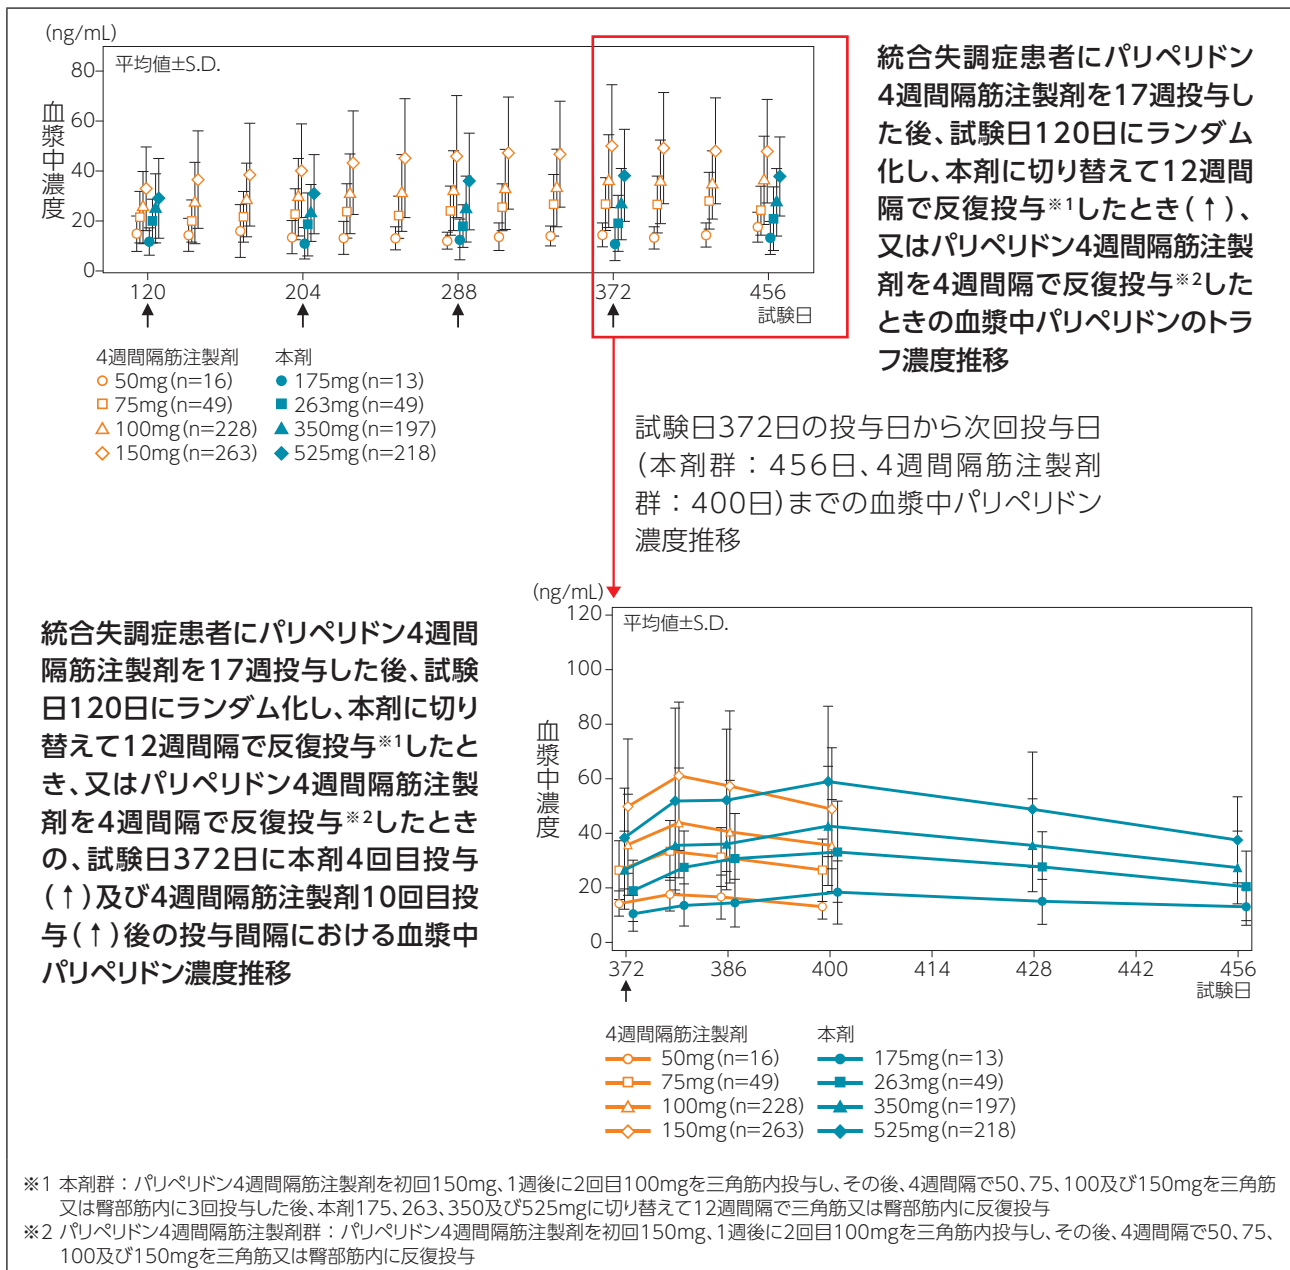 (ng/mL)
平均値±S.D.
血漿中濃度
80
60
40
20
0
120
204
288
372
456
試験日
↑
↑
↑
↑
4週間隔筋注製剤
本剤
50mg(n=16)
175mg(n=13)
75mg(n=49)
263mg(n=49)
100mg(n=228)
350mg(n=197)
150mg(n=263)
525mg(n=218)
統合失調症患者にパリペリドン
4週間隔筋注製剤を17週投与し
た後、試験日120日にランダム
化し、本剤に切り替えて12週間
隔で反復投与※1したとき(↑)、
又はパリペリドン4週間隔筋注製
剤を4週間隔で反復投与※2した
ときの血漿中パリペリドンのトラ
フ濃度推移
試験日372日の投与日から次回投与日
(本剤群：456日、4週間隔筋注製剤
群：400日)までの血漿中パリペリドン
濃度推移
統合失調症患者にパリペリドン4週間
隔筋注製剤を17週投与した後、試験
日120日にランダム化し、本剤に切り
替えて12週間隔で反復投与※1したと
き、又はパリペリドン4週間隔筋注製
剤を4週間隔で反復投与※2したとき
の、試験日372日に本剤4回目投与
(↑)及び4週間隔筋注製剤10回目投
与(↑)後の投与間隔における血漿中
パリペリドン濃度推移
(ng/mL)
平均値±S.D.
血漿中濃度
120
100
80
60
40
20
0
372
386
400
414
428
442
456
試験日
↑
4週間隔筋注製剤
本剤
50mg(n=16)
175mg(n=13)
75mg(n=49)
263mg(n=49)
100mg(n=228)
350mg(n=197)
150mg(n=263)
525mg(n=218)
※1 本剤群：パリペリドン4週間隔筋注製剤を初回150mg、1週後に2回目100mgを三角筋内投与し、その後、4週間隔で50、75、100及び150mgを三角筋
又は臀部筋内に3回投与した後、本剤175、263、350及び525mgに切り替えて12週間隔で三角筋又は臀部筋内に反復投与
※2 パリペリドン4週間隔筋注製剤群：パリペリドン4週間隔筋注製剤を初回150mg、1週後に2回目100mgを三角筋内投与し、その後、4週間隔で50、75、
100及び150mgを三角筋又は臀部筋内に反復投与